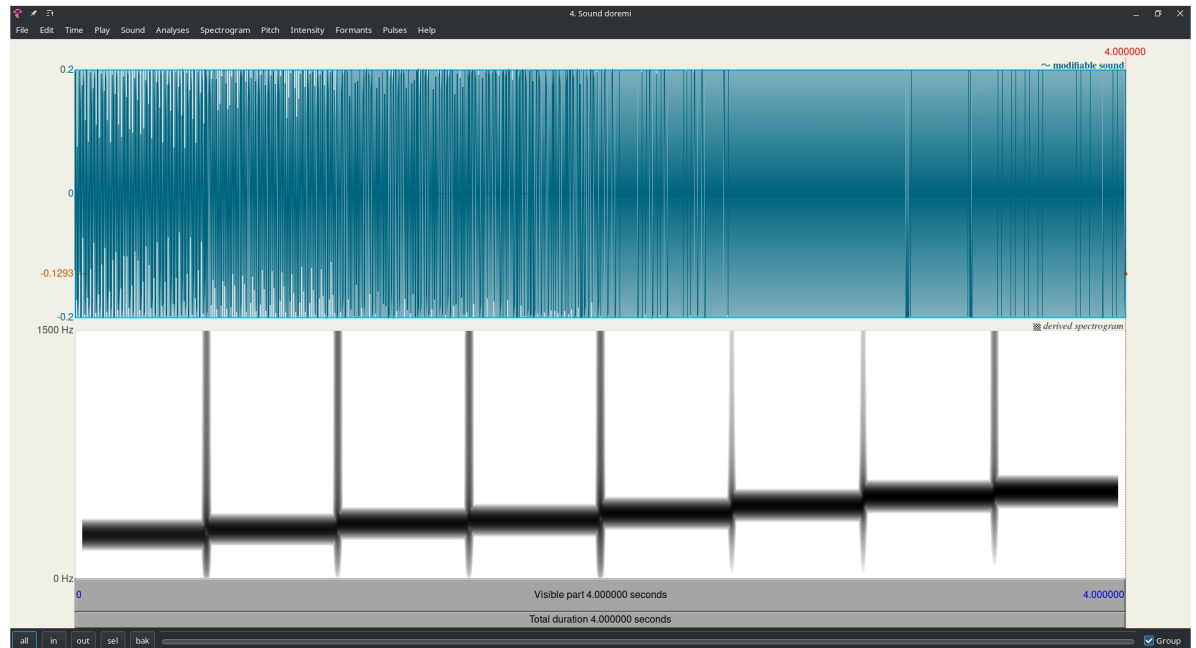 4. Sound doremi
File Edit Time Play Sound Analyses Spectrogram Pitch Intensity Formants Pulses Help
4.000000
0.2
~ modifiable sound
0
-0.1293
-0.2
1500 Hz
derived spectrogram
0 Hz
0 Visible part 4.000000 seconds 4.000000
Total duration 4.000000 seconds
all in out sel bak Group